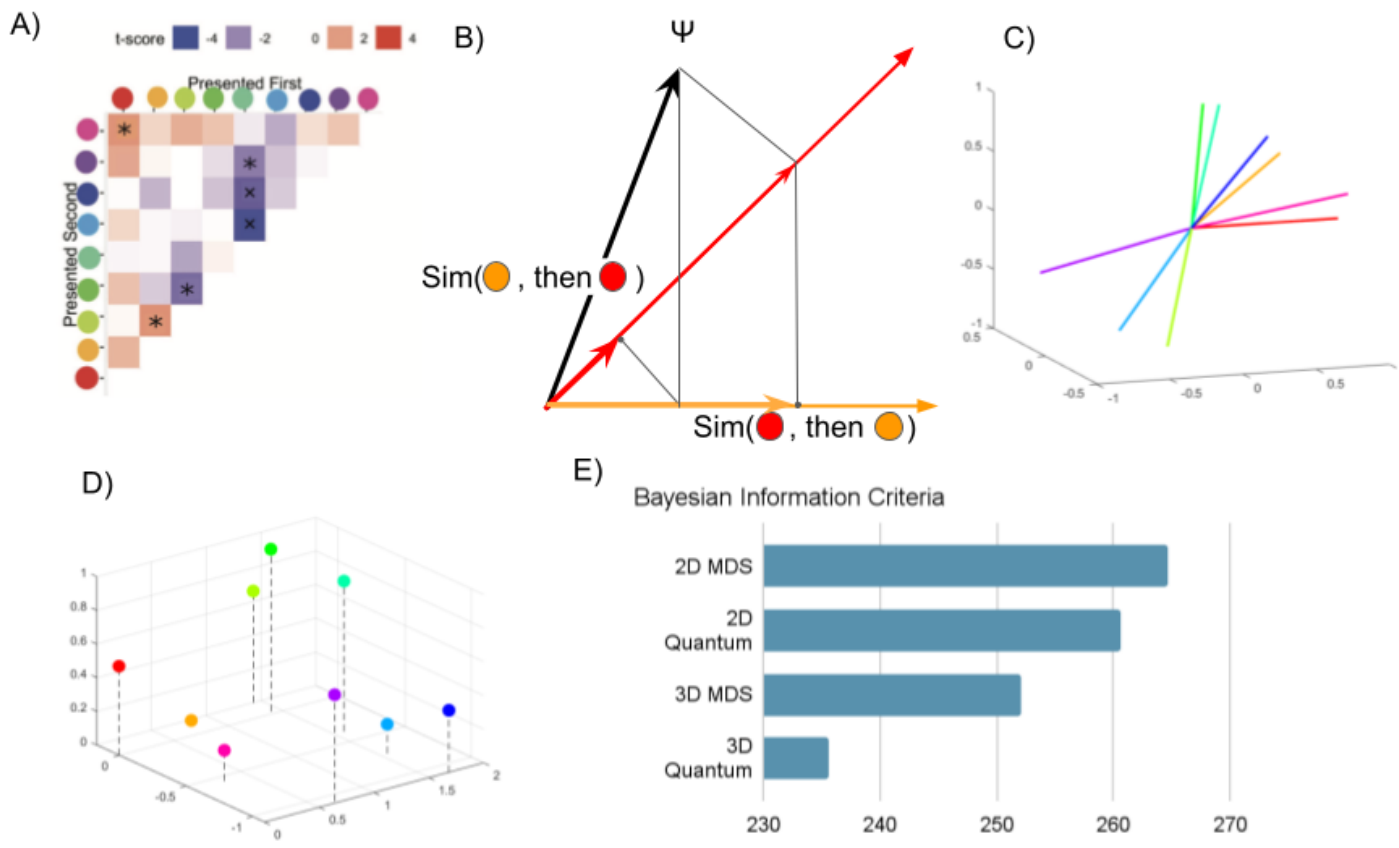 A)
t-score -4 -2 0 2 4
Presented First
Presented Second
* * × × * *
B)
Ψ
Sim( , then )
Sim( , then )
C)
1
0.5
0
-0.5
-1
0.5
0
-0.5
-1 -0.5 0 0.5
D)
1
0.8
0.6
0.4
0.2
0
0
-0.5
-1
0 0.5 1 1.5 2
E)
Bayesian Information Criteria
2D MDS
2D
Quantum
3D MDS
3D
Quantum
230 240 250 260 270